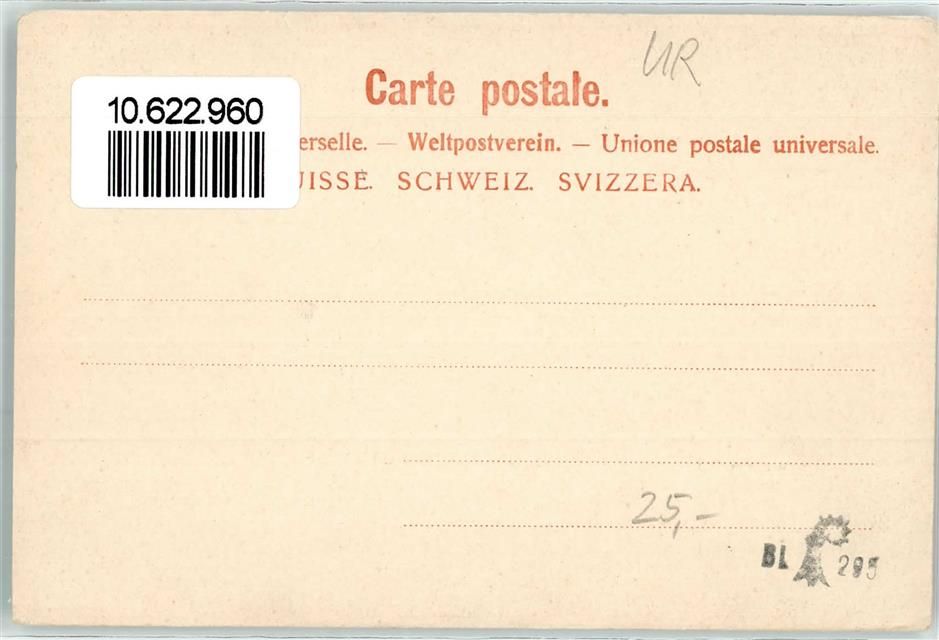 UR
Carte postale.
10.622.960
erselle. — Weltpostverein. — Unione postale universale.
UISSE. SCHWEIZ. SVIZZERA.
25,-
BL 295